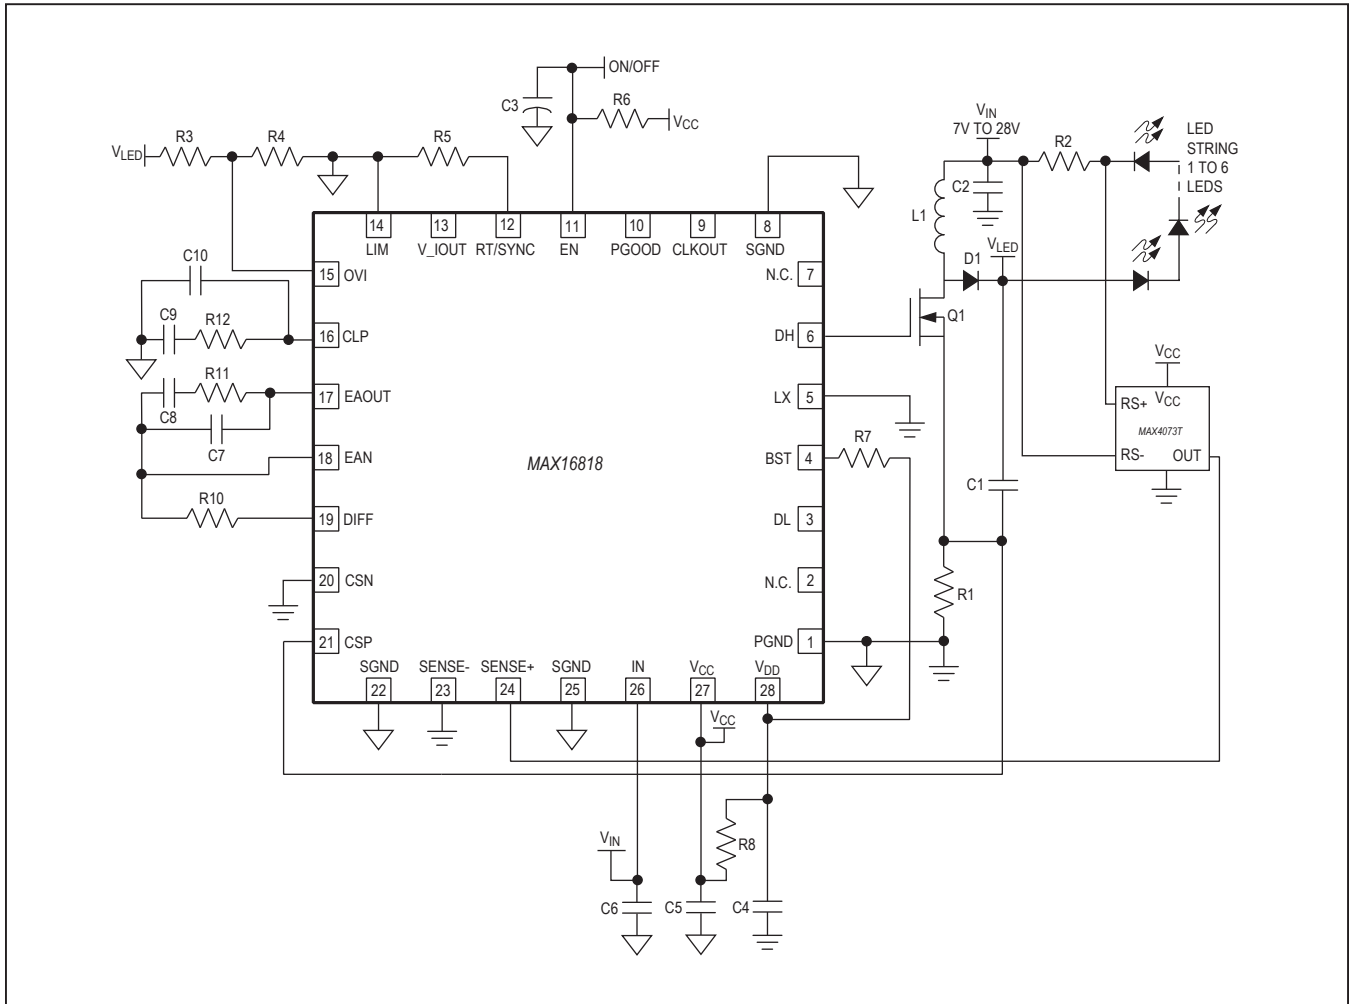 ON/OFF
C3
R6
VCC
VLED
R3
R4
R5
VIN
7V TO 28V
R2
LED
STRING
1 TO 6
LEDS
C2
L1
VLED
D1
Q1
14
13
12
11
10
9
8
LIM
V_IOUT
RT/SYNC
EN
PGOOD
CLKOUT
SGND
C10
15
OVI
N.C.
7
C9
R12
16
CLP
DH
6
C8
R11
17
EAOUT
LX
5
C7
18
EAN
MAX16818
BST
4
R7
R10
19
DIFF
DL
3
20
CSN
N.C.
2
21
CSP
PGND
1
VCC
RS+
VCC
MAX4073T
RS-
OUT
C1
R1
SGND
SENSE-
SENSE+
SGND
IN
VCC
VDD
22
23
24
25
26
27
28
VCC
VIN
R8
C6
C5
C4